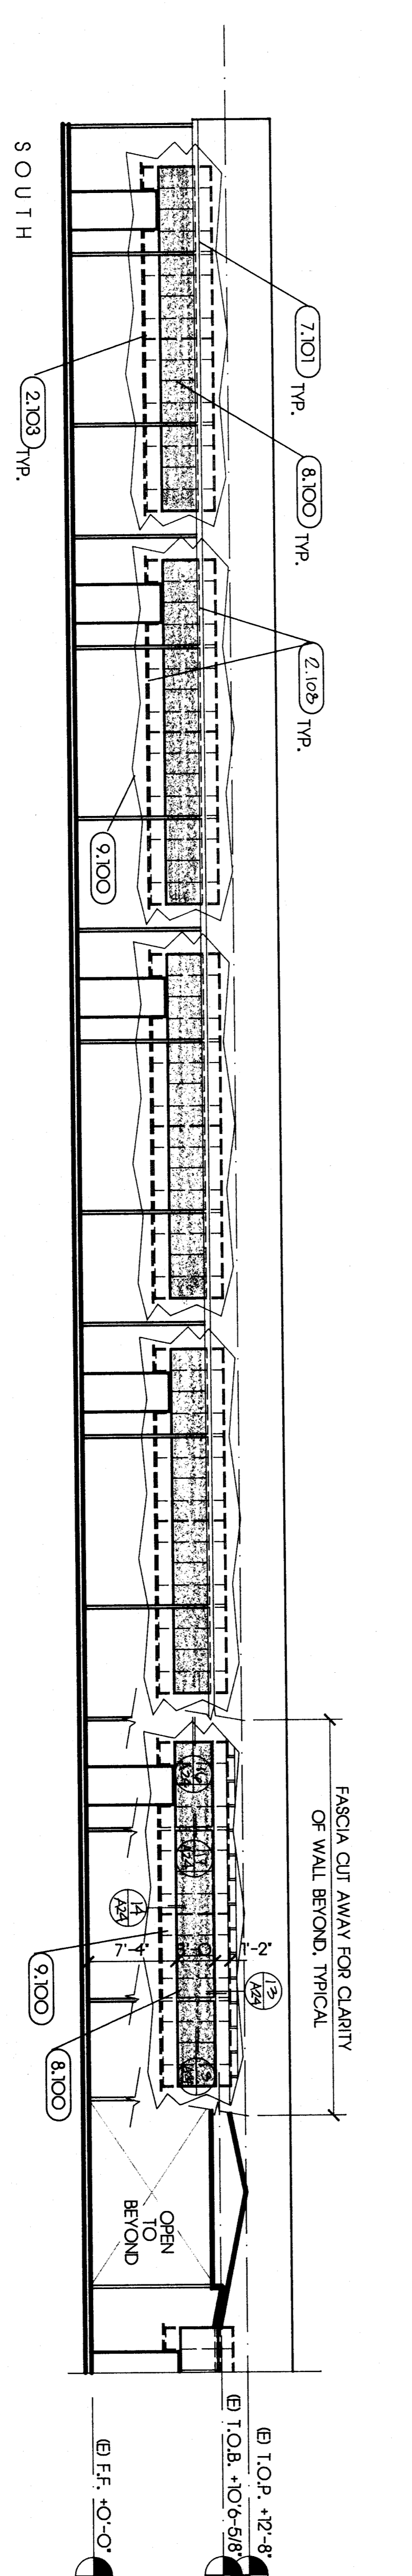 7.101 TYP.
8.100 TYP.
2.108 TYP.
2.103 TYP.
9.100
SOUTH
FASCIA CUT AWAY FOR CLARITY
OF WALL BEYOND, TYPICAL
13
A24
1'-2"
A24
A24
14
A24
7'-4"
9.100
8.100
OPEN
TO
BEYOND
(E) T.O.P. +12'-8"
(E) T.O.B. +10'6-5/8"
(E) F.F. +0'-0"